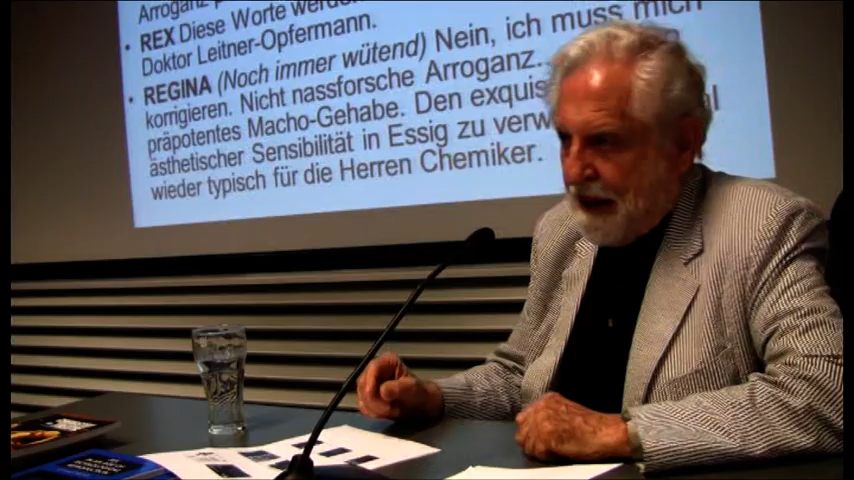 Arroganz
• REX Diese Worte werden
Doktor Leitner-Opfermann.
• REGINA (Noch immer wütend) Nein, ich muss mich
korrigieren. Nicht nassforsche Arroganz...
präpotentes Macho-Gehabe. Den exquis
ästhetischen Sensibilität in Essig zu verw
wieder typisch für die Herren Chemiker.